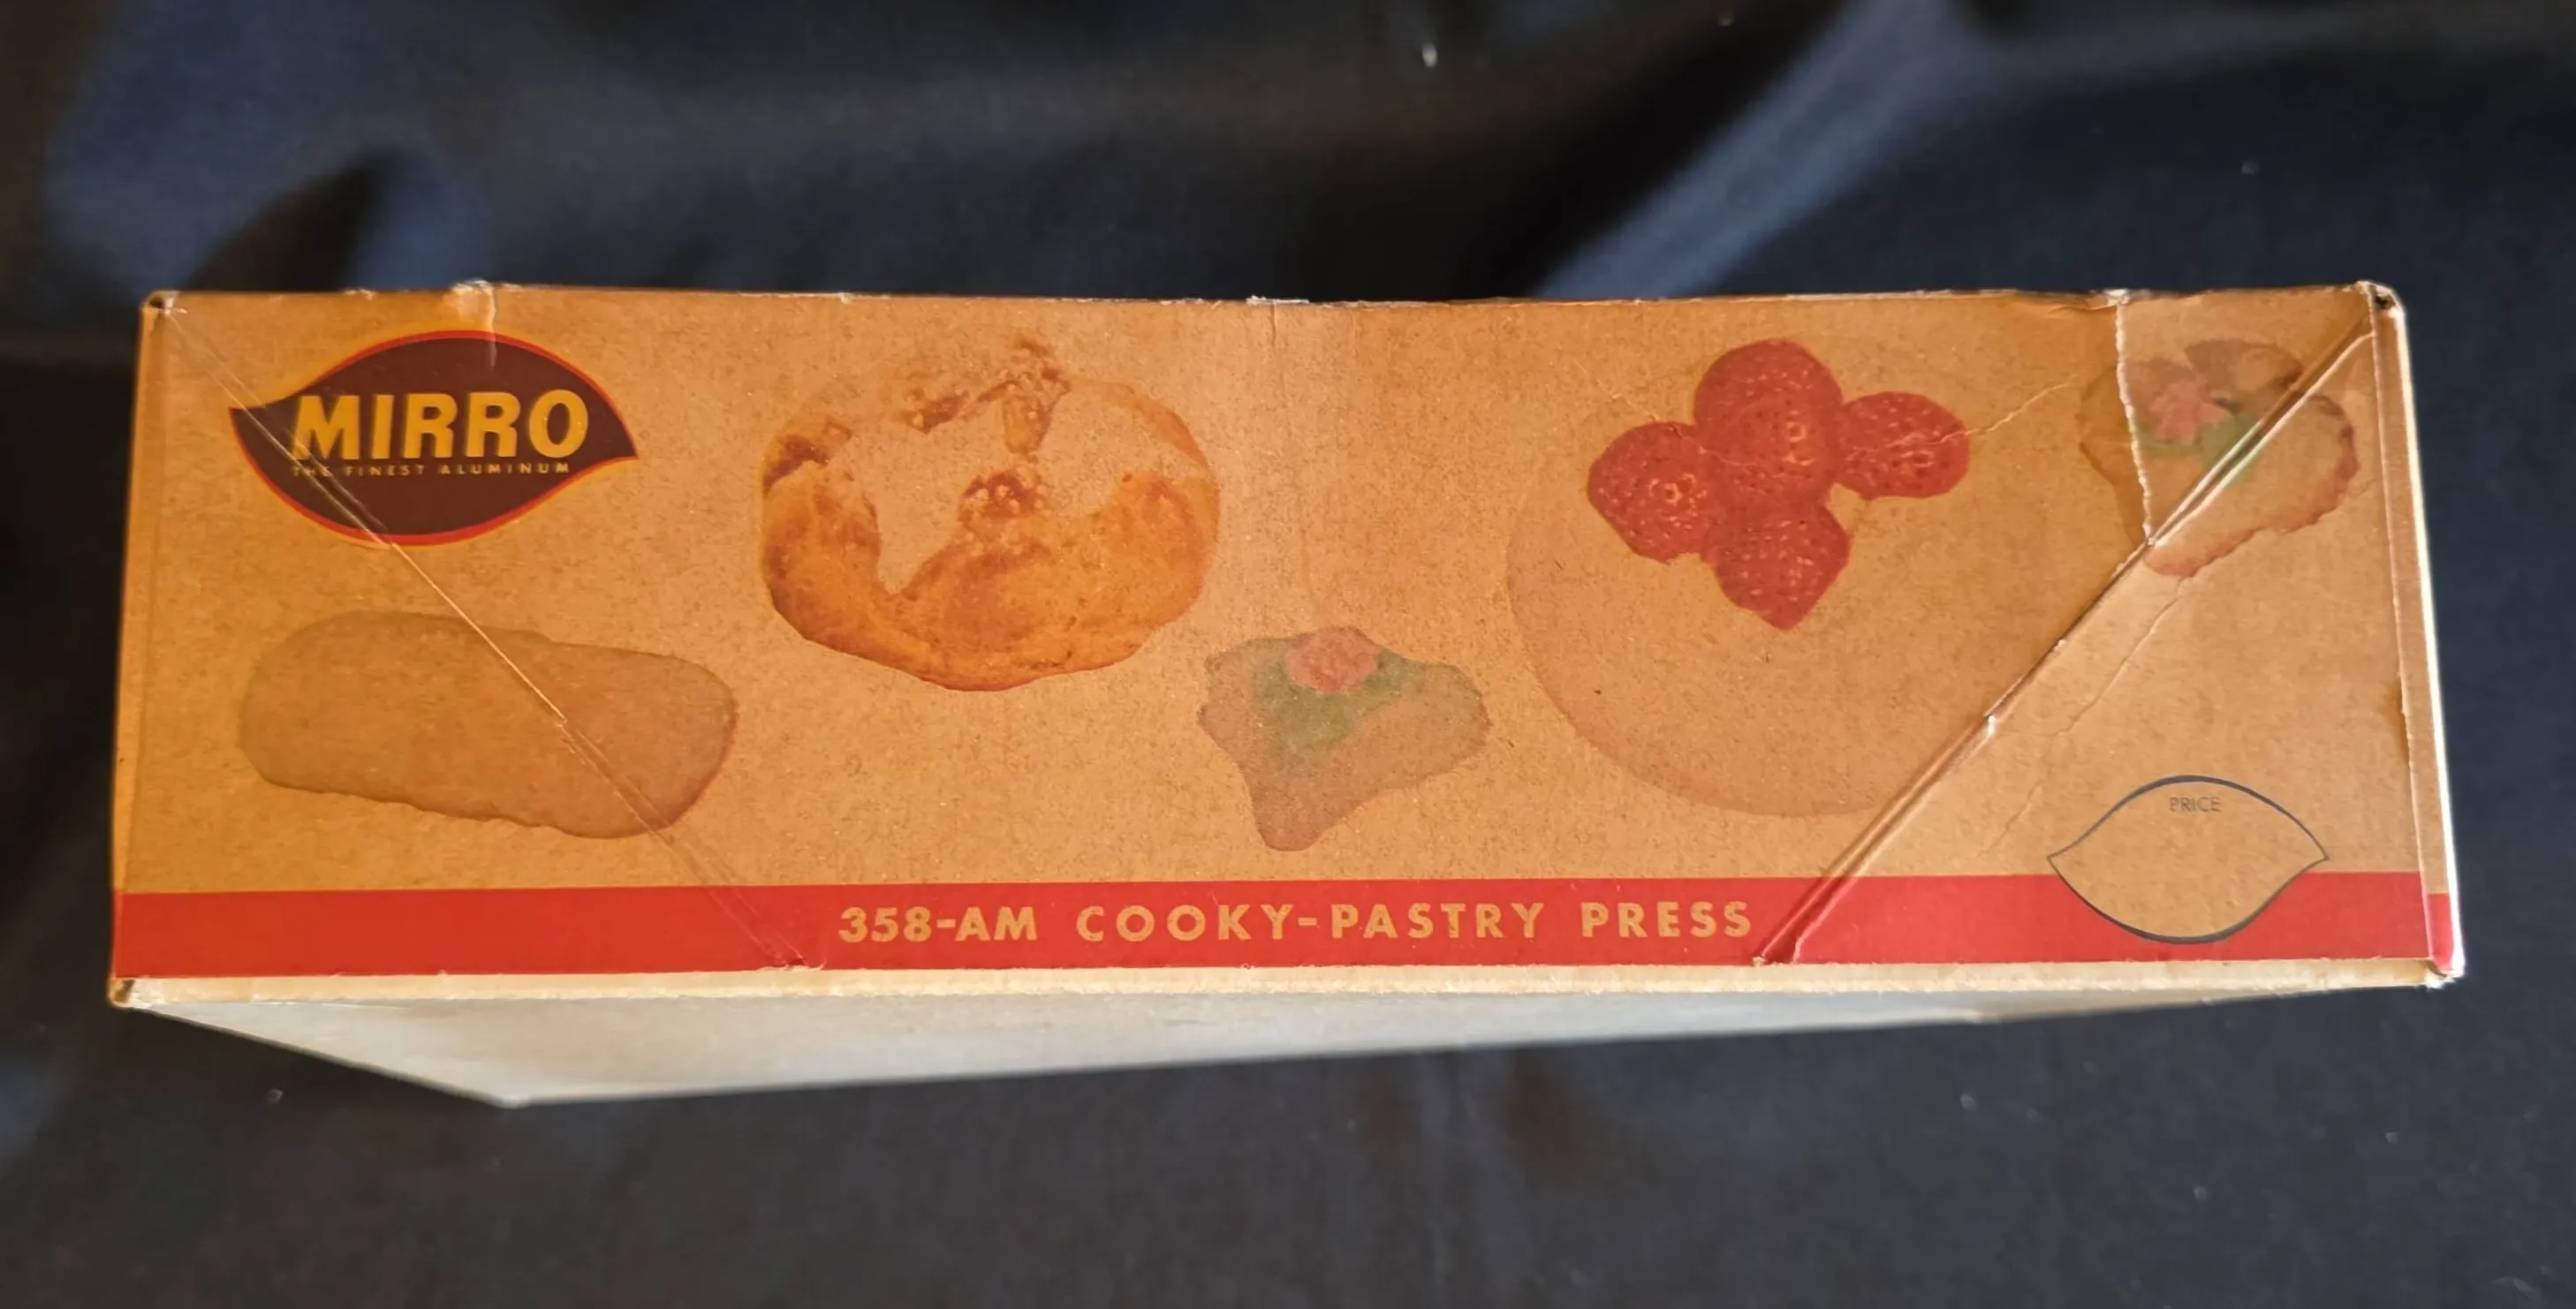 MIRRO
THE FINEST ALUMINUM
PRICE
358-AM COOKY-PASTRY PRESS